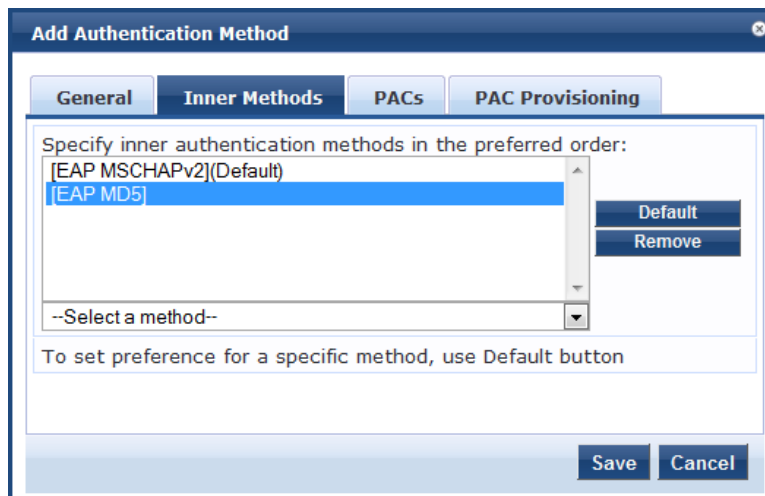 Add Authentication Method
General Inner Methods PACs PAC Provisioning
Specify inner authentication methods in the preferred order:
[EAP MSCHAPv2](Default)
[EAP MD5]
Default
Remove
--Select a method--
To set preference for a specific method, use Default button
Save Cancel